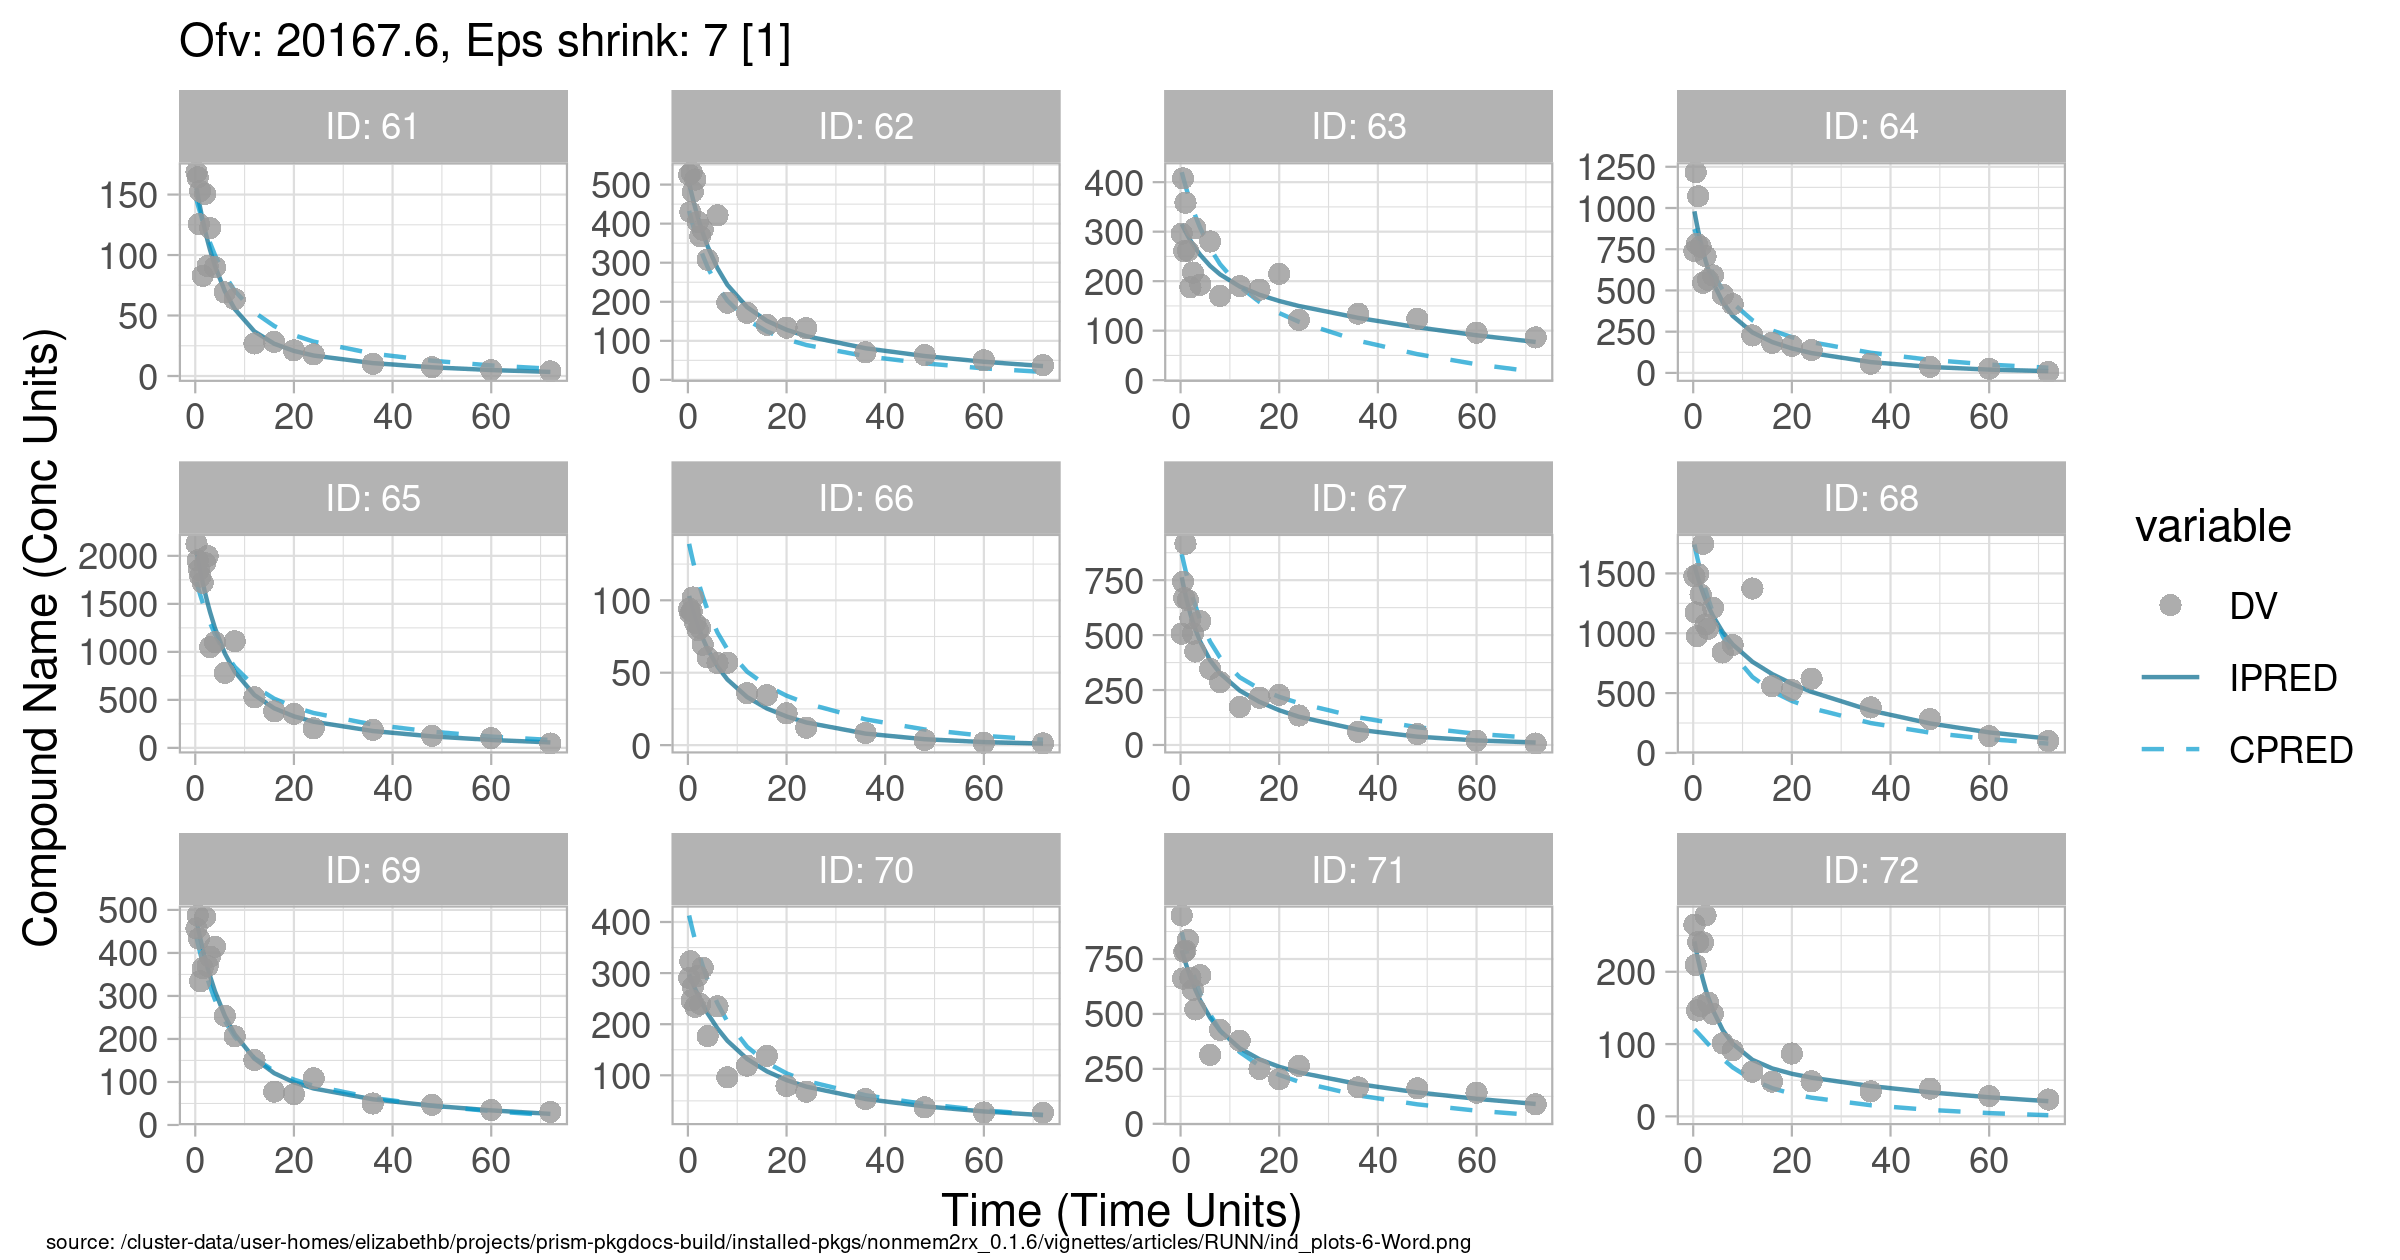 Ofv: 20167.6, Eps shrink: 7 [1]
Compound Name (Conc Units)
ID: 61
150
100
50
0
0 20 40 60
ID: 62
500
400
300
200
100
0
0 20 40 60
ID: 63
400
300
200
100
0
0 20 40 60
ID: 64
1250
1000
750
500
250
0
0 20 40 60
ID: 65
2000
1500
1000
500
0
0 20 40 60
ID: 66
100
50
0
0 20 40 60
ID: 67
750
500
250
0
0 20 40 60
ID: 68
1500
1000
500
0
0 20 40 60
ID: 69
500
400
300
200
100
0
0 20 40 60
ID: 70
400
300
200
100
0 20 40 60
ID: 71
750
500
250
0
0 20 40 60
ID: 72
200
100
0
0 20 40 60
variable
DV
IPRED
CPRED
Time (Time Units)
source: /cluster-data/user-homes/elizabethb/projects/prism-pkgdocs-build/installed-pkgs/nonmem2rx_0.1.6/vignettes/articles/RUNN/ind_plots-6-Word.png